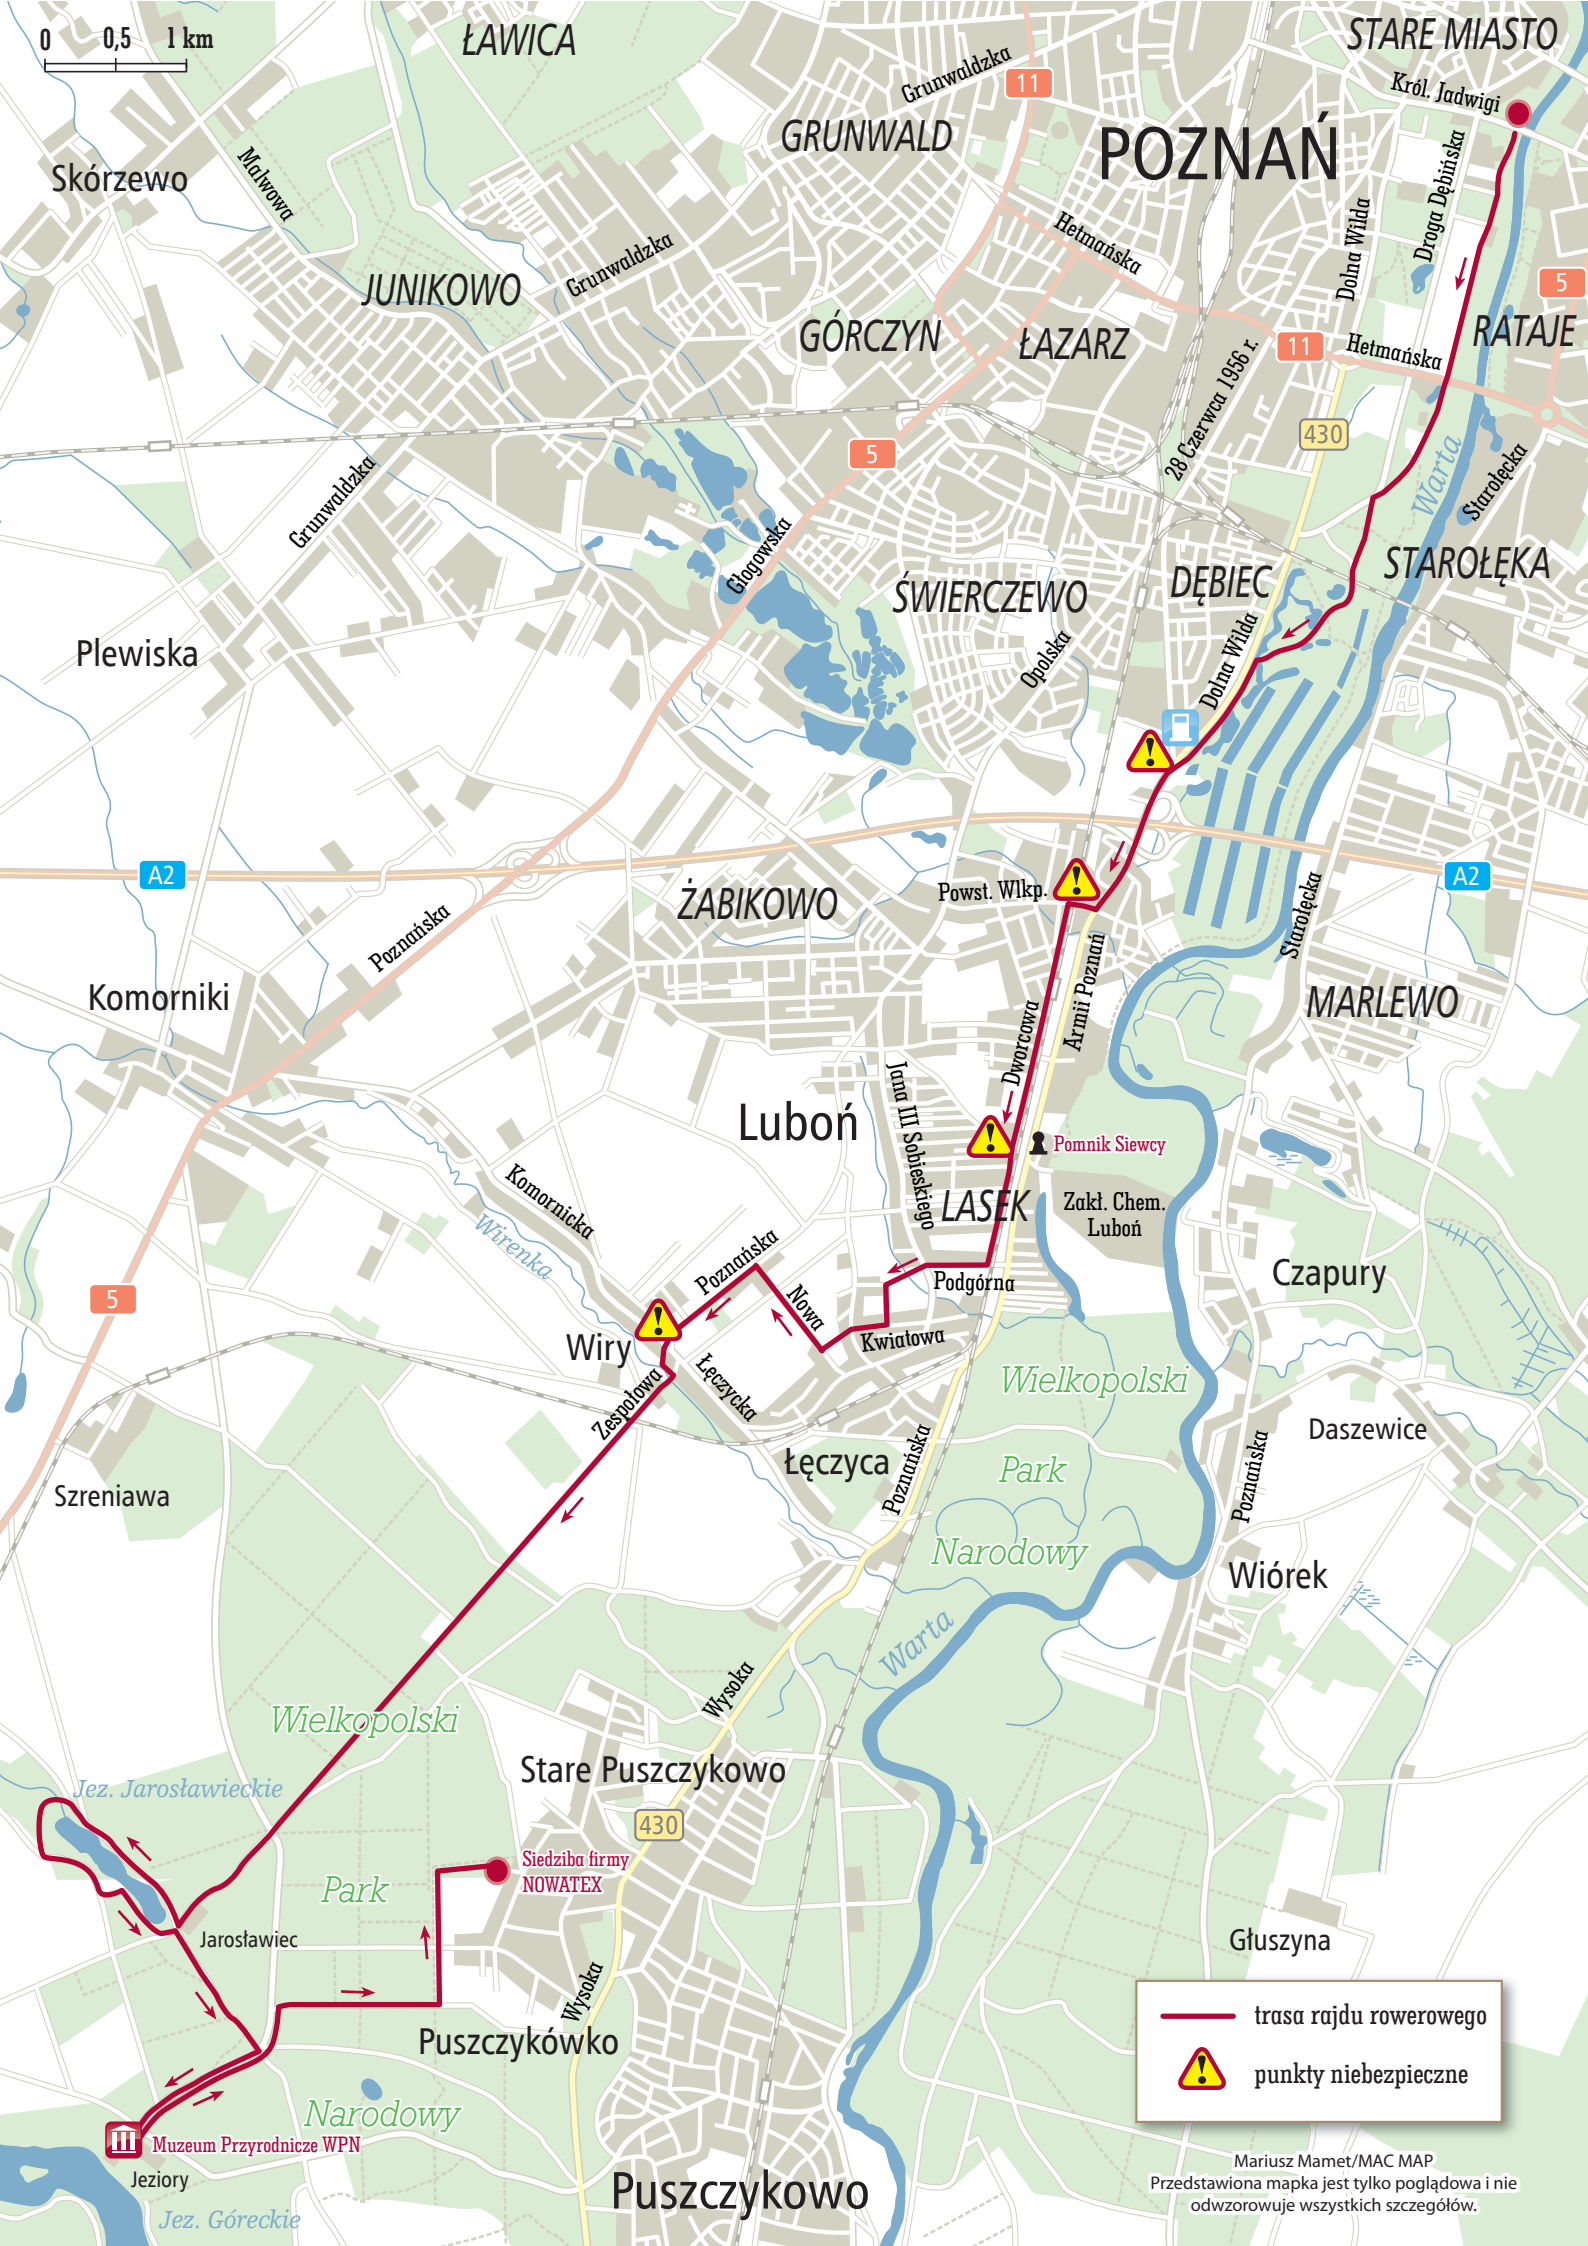 0 0,5 1 km
ŁAWICA
STARE MIASTO
Grunwaldzka
11
Król. Jadwigi
GRUNWALD
POZNAŃ
Skórzewo
Malwowa
Droga Dębińska
Dolna Wilda
Hetmańska
Grunwaldzka
JUNIKOWO
5
GÓRCZYN
ŁAZARZ
11
Hetmańska
RATAJE
28 Czerwca 1956 r.
430
5
Warta
Starołęcka
Grunwaldzka
Głogowska
STAROŁĘKA
ŚWIERCZEWO
DĘBIEC
Plewiska
Opolska
Dolna Wilda
A2
A2
Powst. Wlkp.
ŻABIKOWO
Poznańska
Starołęcka
Armii Poznań
Komorniki
MARLEWO
Dworcowa
Jana III Sobieskiego
Luboń
Pomnik Siewcy
Komornicka
LASEK
Zakł. Chem.
Luboń
Wirenka
Poznańska
Czapury
Podgórna
5
Nowa
Wiry
Kwiatowa
Łęczycka
Zespołowa
Wielkopolski
Daszewice
Łęczyca
Poznańska
Poznańska
Park
Szreniawa
Narodowy
Wiórek
Warta
Wysoka
Wielkopolski
Stare Puszczykowo
Jez. Jarosławieckie
430
Siedziba firmy
NOWATEX
Park
Jarosławiec
Głuszyna
Wysoka
trasa rajdu rowerowego
Puszczykówko
punkty niebezpieczne
Narodowy
Muzeum Przyrodnicze WPN
Jeziory
Mariusz Mamet/MAC MAP
Przedstawiona mapka jest tylko poglądowa i nie
odwzorowuje wszystkich szczegółów.
Puszczykowo
Jez. Góreckie